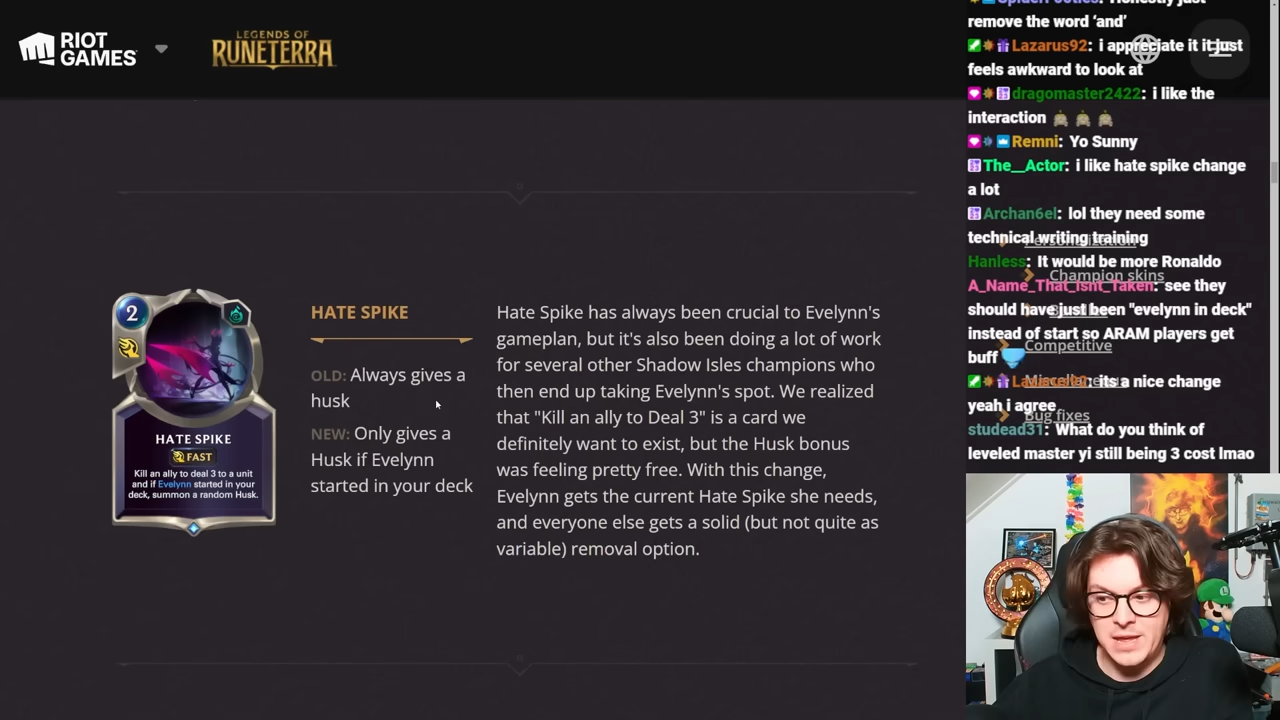 RIOT
GAMES
LEGENDS OF
RUNETERRA
2
HATE SPIKE
FAST
Kill an ally to deal 3 to a unit
and if Evelynn started in your
deck, summon a random Husk.
HATE SPIKE
OLD: Always gives a
husk
NEW: Only gives a
Husk if Evelynn
started in your deck
Hate Spike has always been crucial to Evelynn's
gameplan, but it's also been doing a lot of work
for several other Shadow Isles champions who
then end up taking Evelynn's spot. We realized
that "Kill an ally to Deal 3" is a card we
definitely want to exist, but the Husk bonus
was feeling pretty free. With this change,
Evelynn gets the current Hate Spike she needs,
and everyone else gets a solid (but not quite as
variable) removal option.
remove the word ‘and’
Lazarus92: i appreciate it it just
feels awkward to look at
dragomaster2422: i like the
interaction
Remni: Yo Sunny
The__Actor: i like hate spike change
a lot
Archan6el: lol they need some
technical writing training
Personalization
Hanless: It would be more Ronaldo
Champion skins
A_Name_That_Isnt_Taken: see they
should have just been "evelynn in deck"
instead of start so ARAM players get
buff
Competitive
Lazarus92: its a nice change
yeah i agree
Bug fixes
studead31: What do you think of
leveled master yi still being 3 cost lmao